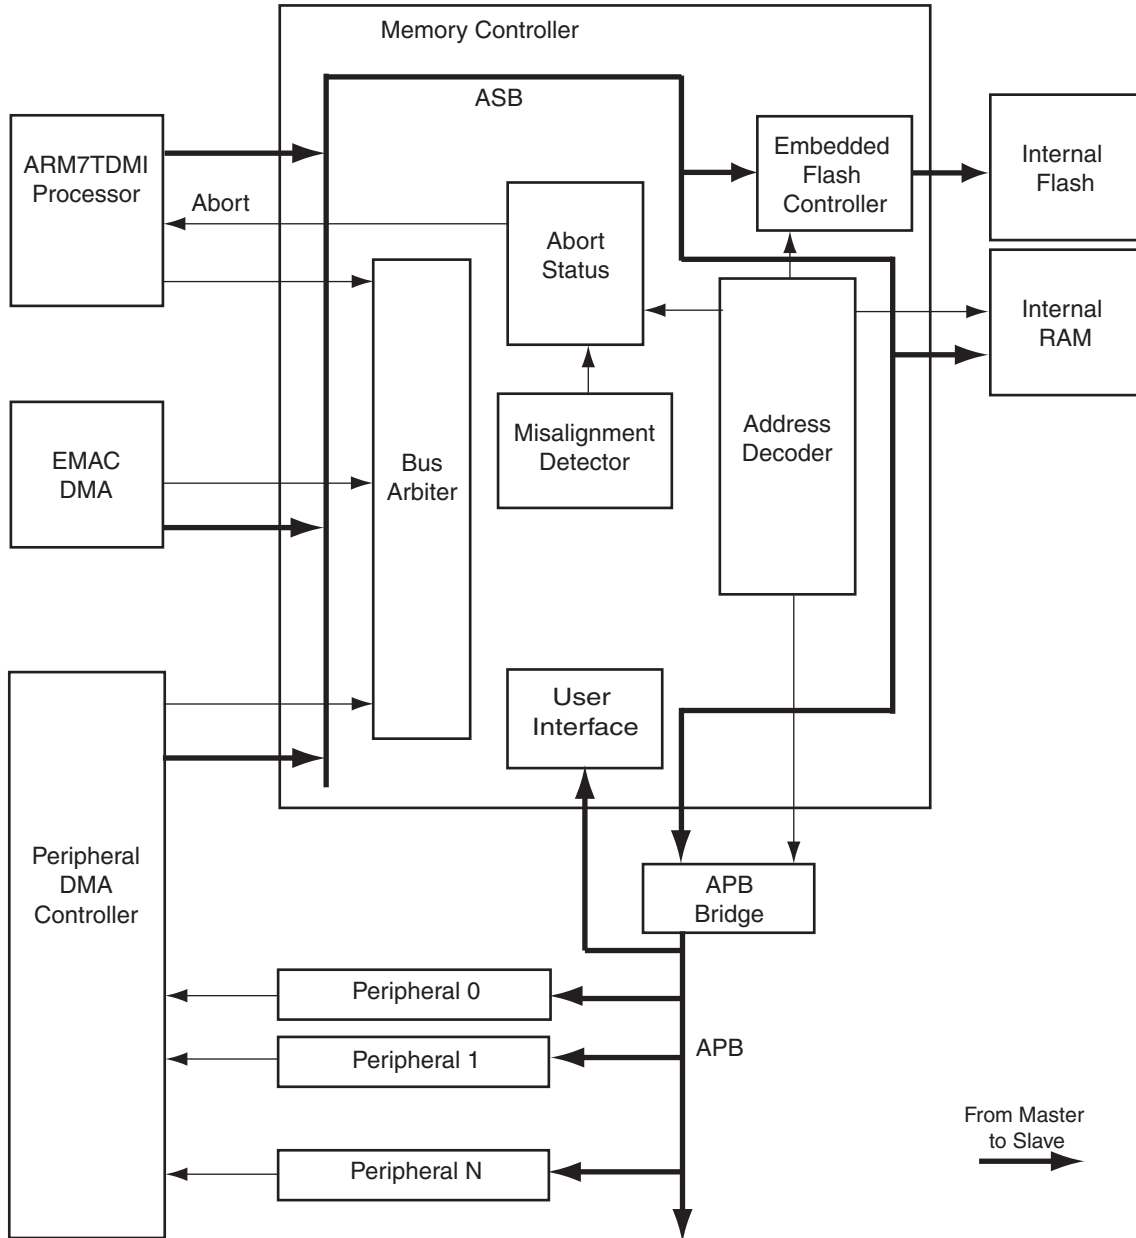 Memory Controller
ASB
ARM7TDMI
Processor
Abort
Abort
Status
Embedded
Flash
Controller
Internal
Flash
Internal
RAM
EMAC
DMA
Bus
Arbiter
Misalignment
Detector
Address
Decoder
User
Interface
Peripheral
DMA
Controller
APB
Bridge
Peripheral 0
Peripheral 1
APB
Peripheral N
From Master
to Slave